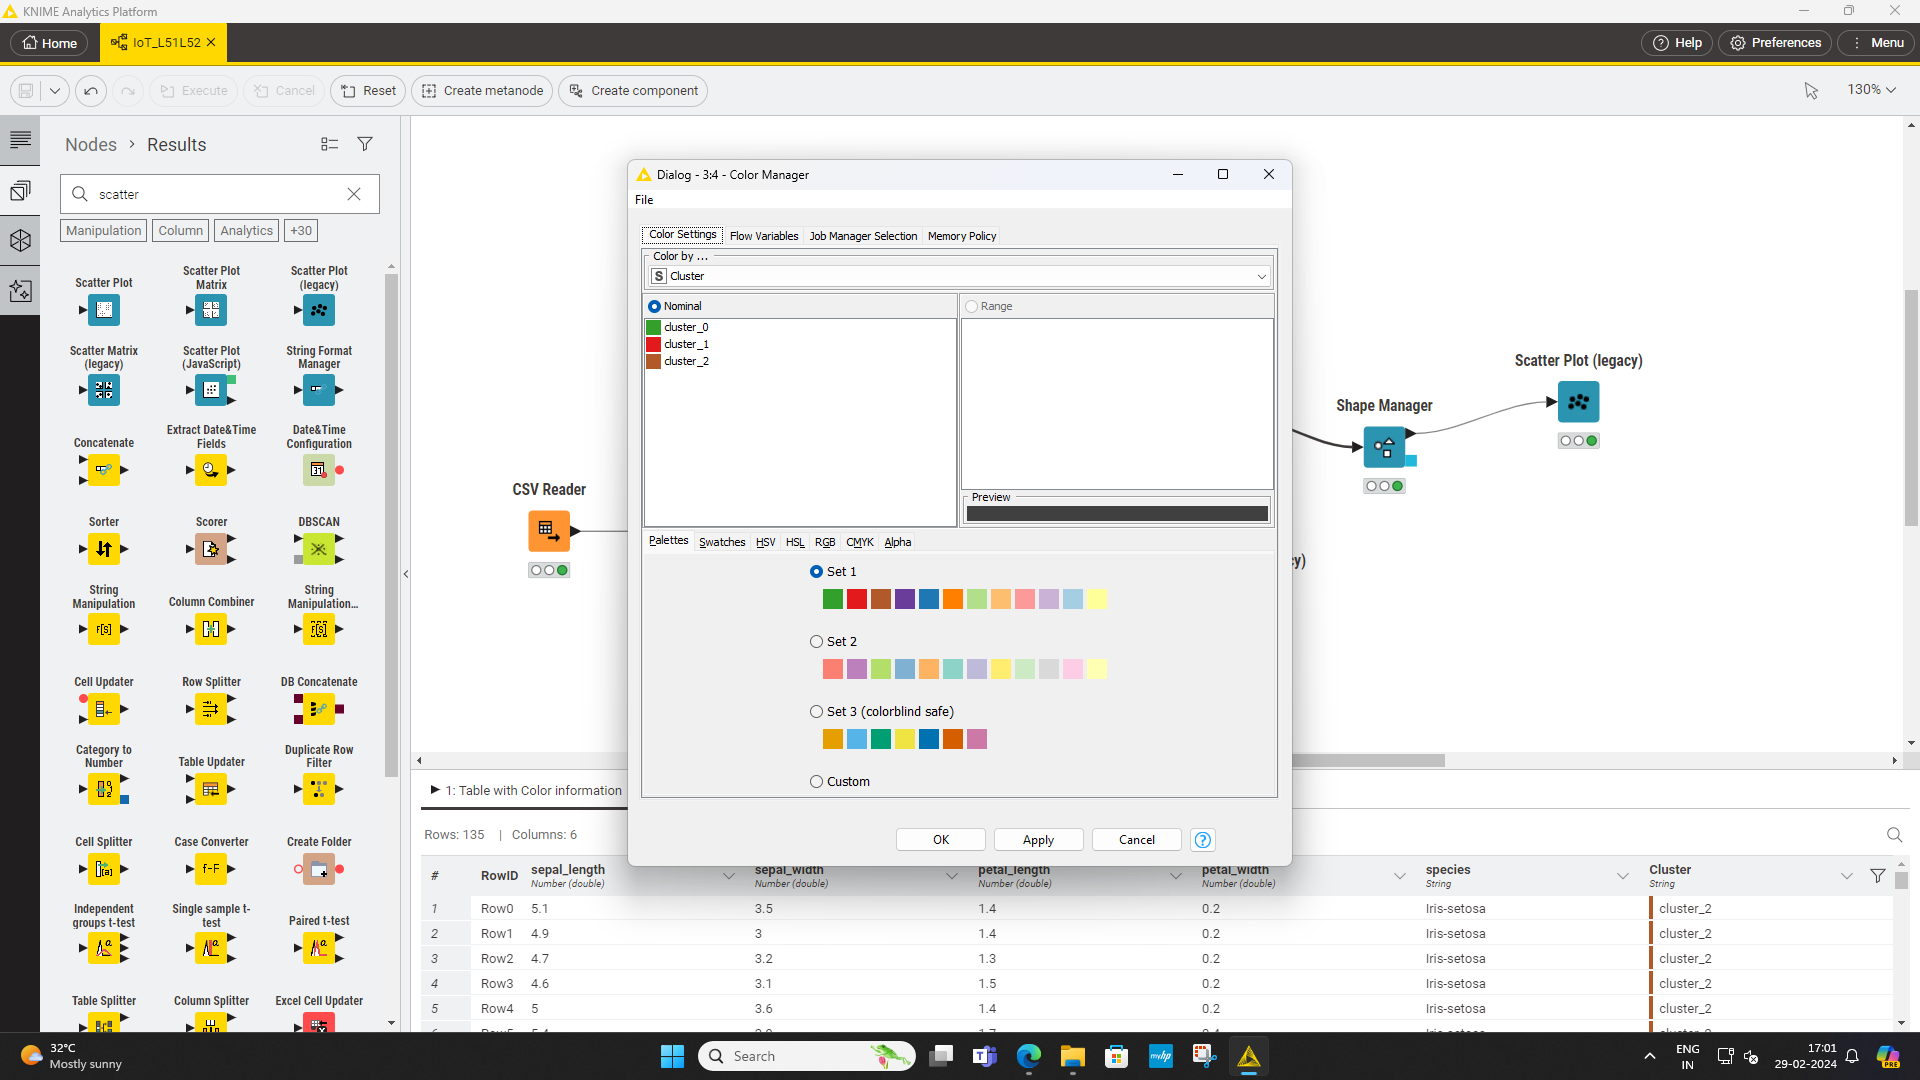 KNIME Analytics Platform
Home
IoT_L51L52
Help
Preferences
Menu
Execute
Cancel
Reset
Create metanode
Create component
130%
Nodes › Results
scatter
Manipulation
Column
Analytics
+30
Scatter Plot
Scatter Plot
Matrix
Scatter Plot
(legacy)
Scatter Matrix
(legacy)
Scatter Plot
(JavaScript)
String Format
Manager
Concatenate
Extract Date&Time
Fields
Date&Time
Configuration
Sorter
Scorer
DBSCAN
String
Manipulation
Column Combiner
String
Manipulation...
Cell Updater
Row Splitter
DB Concatenate
Category to
Number
Table Updater
Duplicate Row
Filter
Cell Splitter
Case Converter
Create Folder
Independent
groups t-test
Single sample t-
test
Paired t-test
Table Splitter
Column Splitter
Excel Cell Updater
CSV Reader
Shape Manager
Scatter Plot (legacy)
Dialog - 3:4 - Color Manager
File
Color Settings
Flow Variables
Job Manager Selection
Memory Policy
Color by ...
S Cluster
Nominal
Range
cluster_0
cluster_1
cluster_2
Preview
Palettes
Swatches
HSV
HSL
RGB
CMYK
Alpha
Set 1
Set 2
Set 3 (colorblind safe)
Custom
OK
Apply
Cancel
1: Table with Color information
Rows: 135 | Columns: 6
# RowID sepal_length sepal_width petal_length petal_width species Cluster
Number (double) Number (double) Number (double) Number (double) String String
1 Row0 5.1 3.5 1.4 0.2 Iris-setosa cluster_2
2 Row1 4.9 3 1.4 0.2 Iris-setosa cluster_2
3 Row2 4.7 3.2 1.3 0.2 Iris-setosa cluster_2
4 Row3 4.6 3.1 1.5 0.2 Iris-setosa cluster_2
5 Row4 5 3.6 1.4 0.2 Iris-setosa cluster_2
32°C
Mostly sunny
Search
myhp
ENG
IN
17:01
29-02-2024
PRE